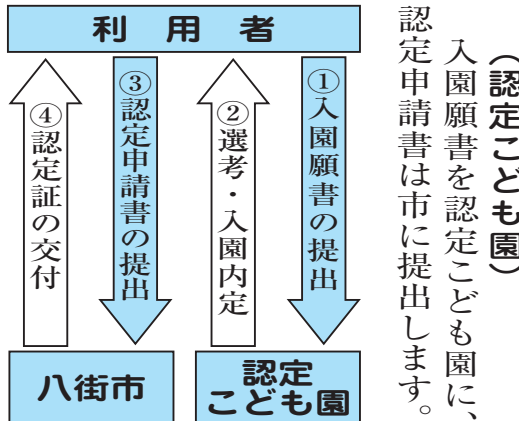 (認定こども園)
入園願書を認定こども園に、
認定申請書は市に提出します。
利用者
①入園願書の提出
②選考・入園内定
③認定申請書の提出
④認定証の交付
認定
こども園
八街市